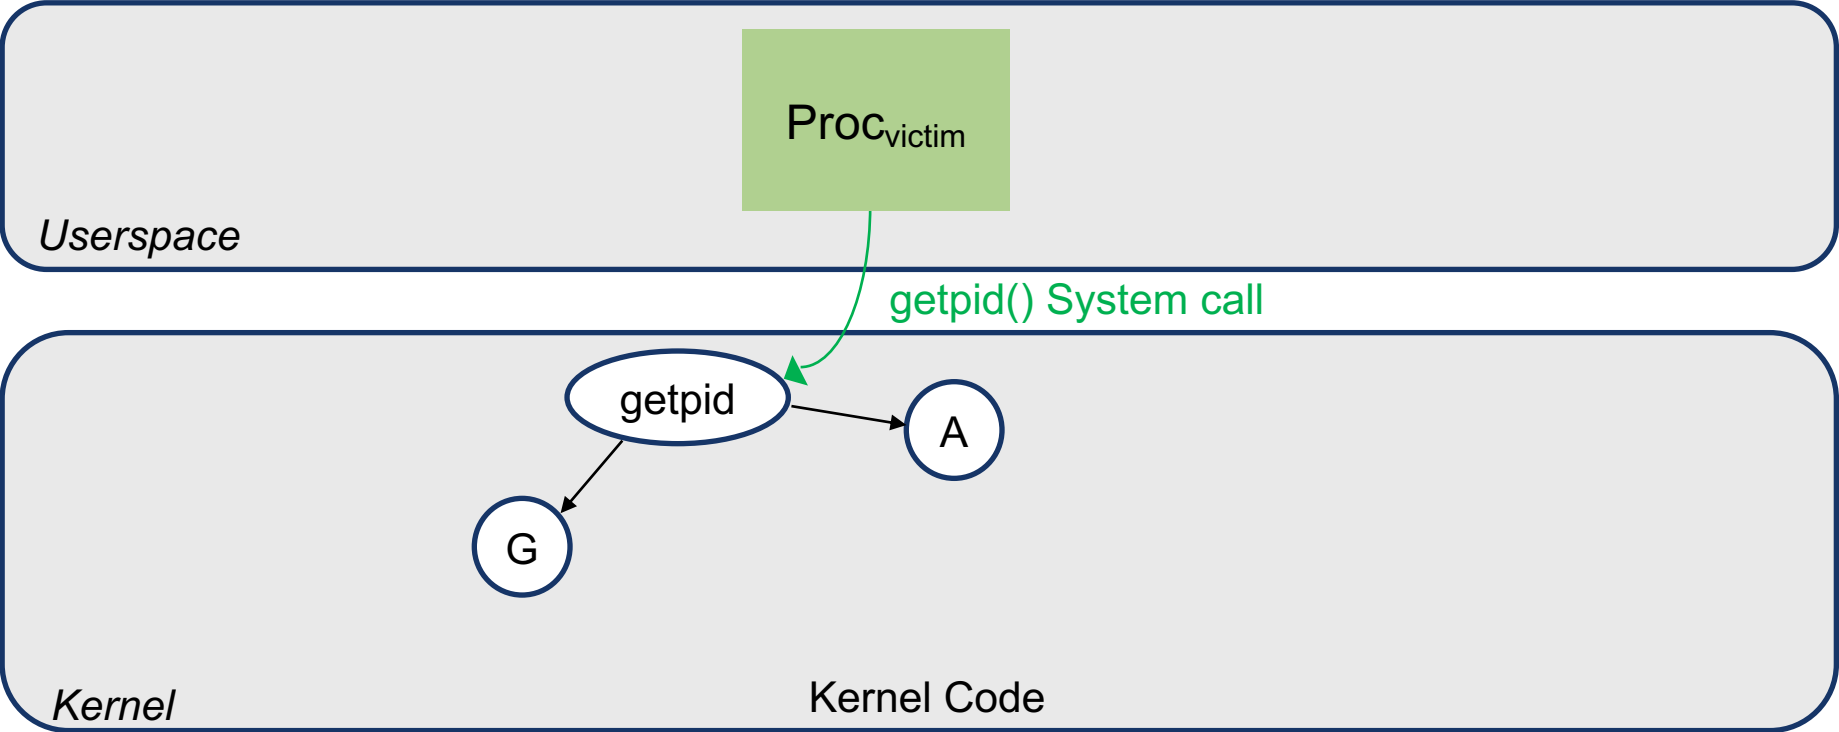 Procvictim
Userspace
getpid() System call
getpid
A
G
Kernel Code
Kernel